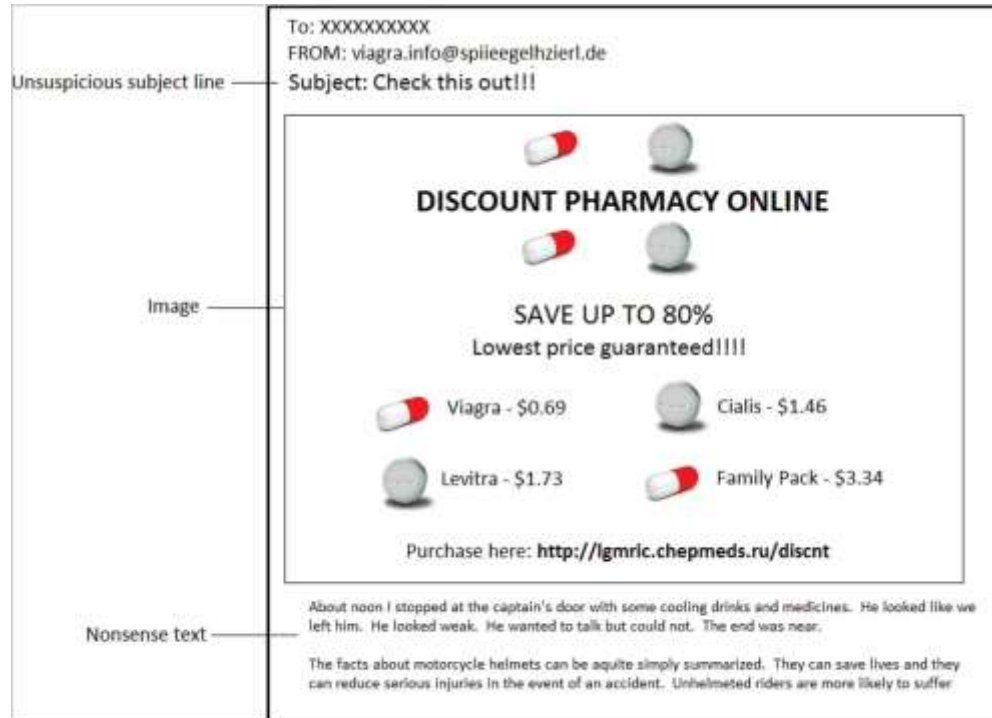 To: XXXXXXXXXX
FROM: viagra.info@spiieegelhzierl.de
Unsuspicious subject line
Subject: Check this out!!!
DISCOUNT PHARMACY ONLINE
Image
SAVE UP TO 80%
Lowest price guaranteed!!!!
Viagra - $0.69
Cialis - $1.46
Levitra - $1.73
Family Pack - $3.34
Purchase here: http://lgmric.chepmeds.ru/discnt
Nonsense text
About noon I stopped at the captain's door with some cooling drinks and medicines. He looked like we
left him. He looked weak. He wanted to talk but could not. The end was near.
The facts about motorcycle helmets can be aquite simply summarized. They can save lives and they
can reduce serious injuries in the event of an accident. Unhelmeted riders are more likely to suffer